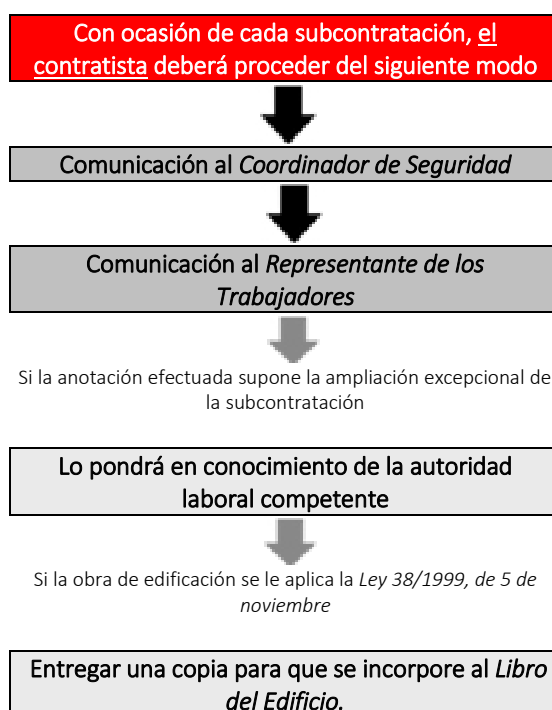 Con ocasión de cada subcontratación, el
contratista deberá proceder del siguiente modo
Comunicación al Coordinador de Seguridad
Comunicación al Representante de los
Trabajadores
Si la anotación efectuada supone la ampliación excepcional de
la subcontratación
Lo pondrá en conocimiento de la autoridad
laboral competente
Si la obra de edificación se le aplica la Ley 38/1999, de 5 de
noviembre
Entregar una copia para que se incorpore al Libro
del Edificio.